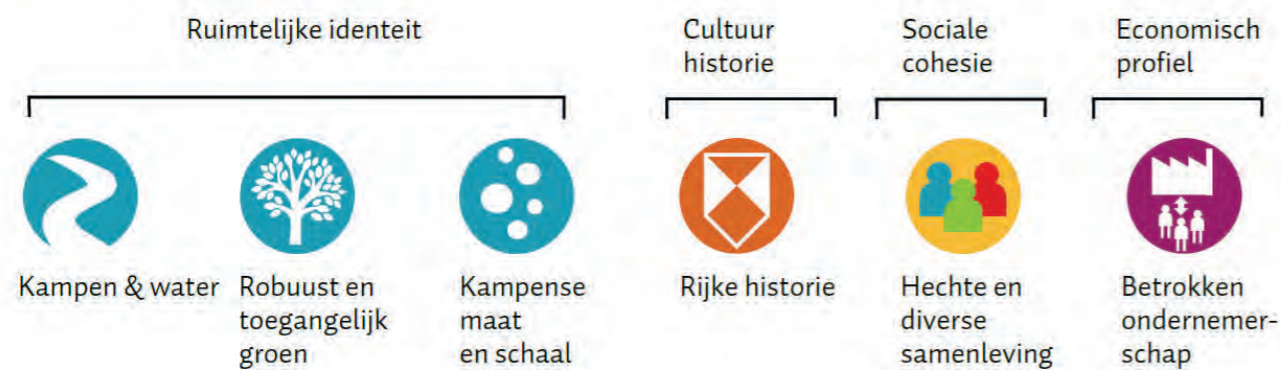 Ruimtelijke identeit
Cultuur
historie
Sociale
cohesie
Economisch
profiel
Kampen & water
Robuust en
toegangelijk
groen
Kampense
maat
en schaal
Rijke historie
Hechte en
diverse
samenleving
Betrokken
ondernemer-
schap